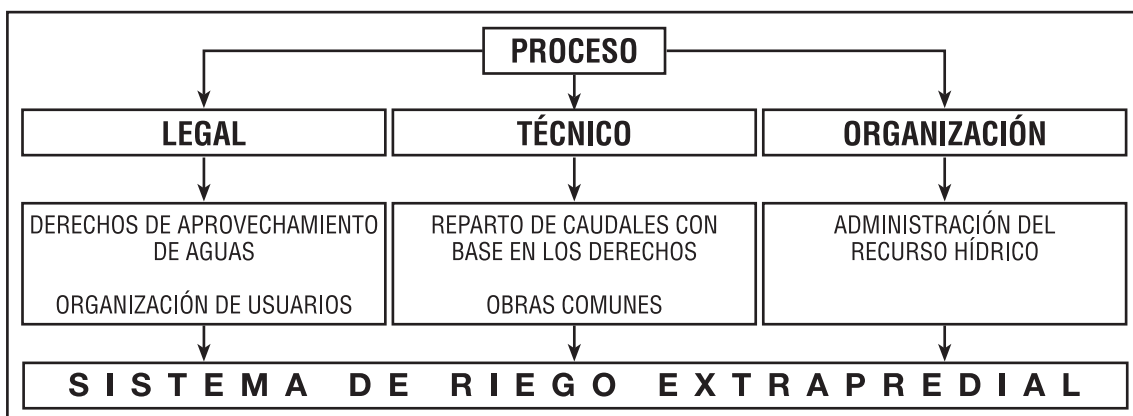 PROCESO
LEGAL
TÉCNICO
ORGANIZACIÓN
DERECHOS DE APROVECHAMIENTO
DE AGUAS
ORGANIZACIÓN DE USUARIOS
REPARTO DE CAUDALES CON
BASE EN LOS DERECHOS
OBRAS COMUNES
ADMINISTRACIÓN DEL
RECURSO HÍDRICO
SISTEMA DE RIEGO EXTRAPREDIAL